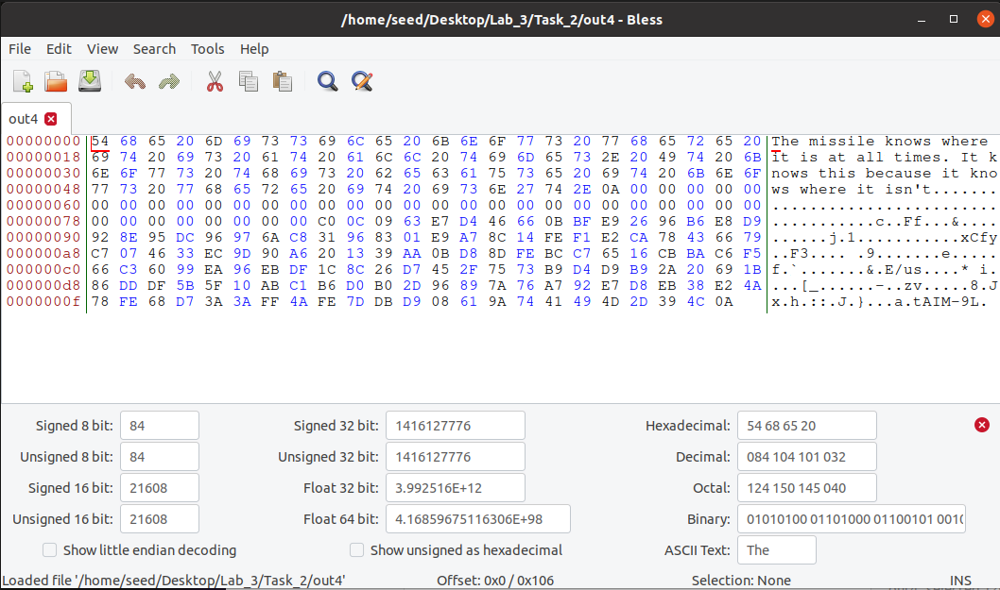 /home/seed/Desktop/Lab_3/Task_2/out4 - Bless
File Edit View Search Tools Help
out4
00000000 54 68 65 20 6D 69 73 73 69 6C 65 20 6B 6E 6F 77 73 20 77 68 65 72 65 20 The missile knows where
00000018 69 74 20 69 73 20 61 74 20 61 6C 6C 20 74 69 6D 65 73 2E 20 49 74 20 6B it is at all times. It k
00000030 6E 6F 77 73 20 74 68 69 73 20 62 65 63 61 75 73 65 20 69 74 20 6B 6E 6F nows this because it kno
00000048 77 73 20 77 68 65 72 65 20 69 74 20 69 73 6E 27 74 2E 0A 00 00 00 00 00 ws where it isn't.......
00000060 00 00 00 00 00 00 00 00 00 00 00 00 00 00 00 00 00 00 00 00 00 00 00 00 ........................
00000078 00 00 00 00 00 00 00 00 C0 0C 09 63 E7 D4 46 66 0B BF E9 26 96 B6 E8 D9 ...........c..Ff...&....
00000090 92 8E 95 DC 96 97 6A C8 31 96 83 01 E9 A7 8C 14 FE F1 E2 CA 78 43 66 79 ......j.1...........xCfy
000000a8 C7 07 46 33 EC 9D 90 A6 20 13 39 AA 0B D8 8D FE BC C7 65 16 CB BA C6 F5 ..F3.... .9.......e.....
000000c0 66 C3 60 99 EA 96 EB DF 1C 8C 26 D7 45 2F 75 73 B9 D4 D9 B9 2A 20 69 1B f.`.......&.E/us....* i.
000000d8 86 DD DF 5B 5F 10 AB C1 B6 D0 B0 2D 96 89 7A 76 A7 92 E7 D8 EB 38 E2 4A ...[_......-..zv.....8.J
0000000f 78 FE 68 D7 3A 3A FF 4A FE 7D DB D9 08 61 9A 74 41 49 4D 2D 39 4C 0A x.h.::.J.}...a.tAIM-9L.
Signed 8 bit: 84 Signed 32 bit: 1416127776 Hexadecimal: 54 68 65 20
Unsigned 8 bit: 84 Unsigned 32 bit: 1416127776 Decimal: 084 104 101 032
Signed 16 bit: 21608 Float 32 bit: 3.992516E+12 Octal: 124 150 145 040
Unsigned 16 bit: 21608 Float 64 bit: 4.16859675116306E+98 Binary: 01010100 01101000 01100101 0010
Show little endian decoding Show unsigned as hexadecimal ASCII Text: The
Loaded file '/home/seed/Desktop/Lab_3/Task_2/out4' Offset: 0x0 / 0x106 Selection: None INS